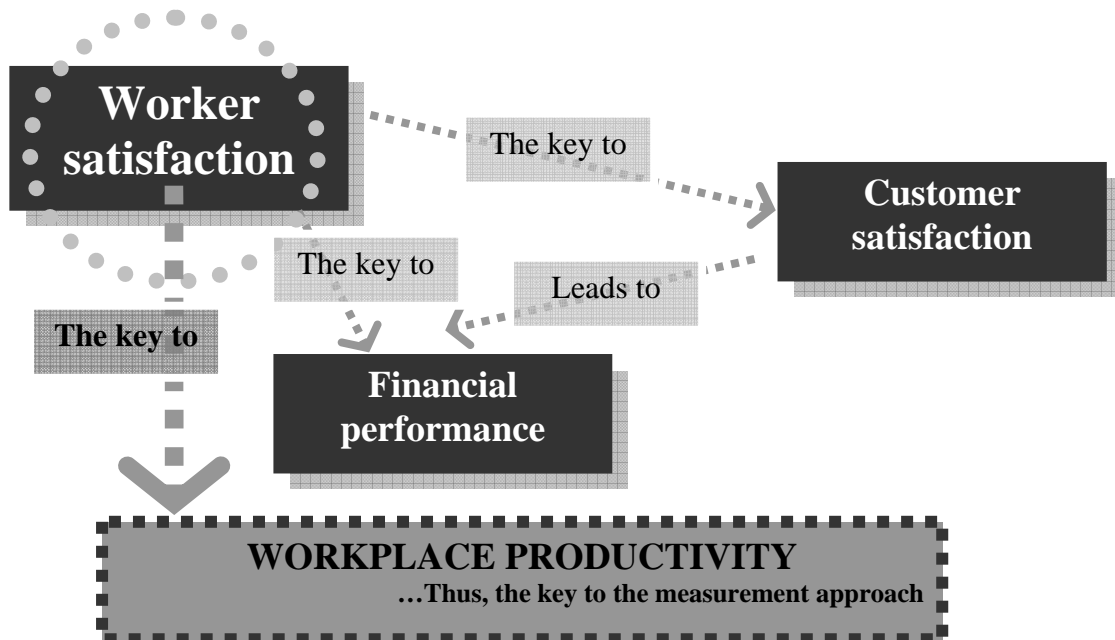 Worker
satisfaction
The key to
Customer
satisfaction
The key to
Leads to
The key to
Financial
performance
WORKPLACE PRODUCTIVITY
…Thus, the key to the measurement approach